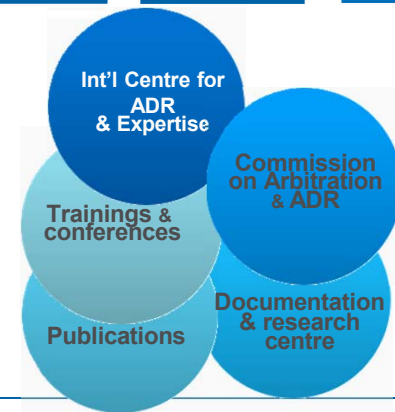 Int'l Centre for
ADR
& Expertise
Commission
on Arbitration
& ADR
Trainings &
conferences
Documentation
& research
centre
Publications